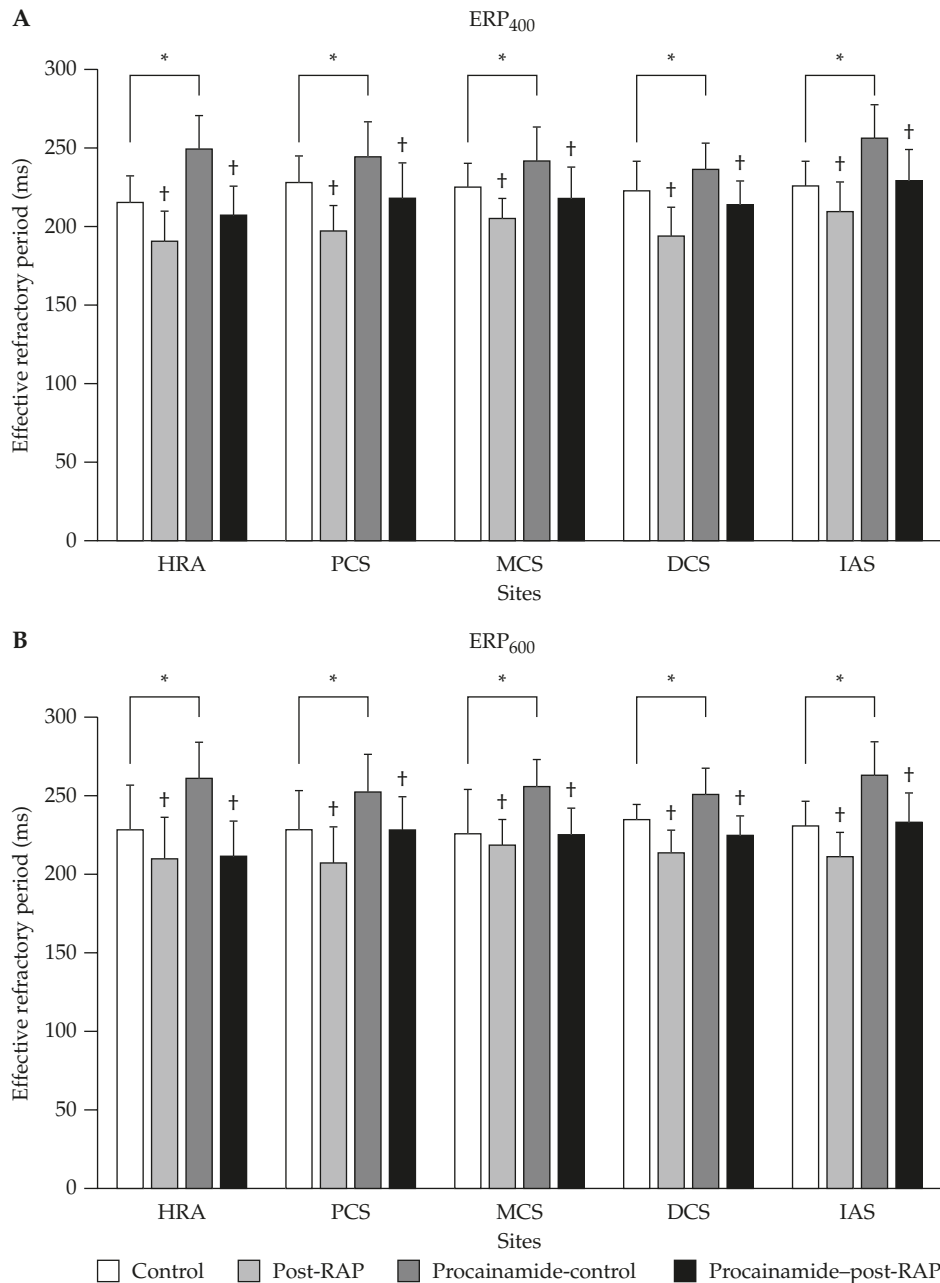 A
ERP400
Effective refractory period (ms)
300
250
200
150
100
50
0
* * * * *
† † † † † † † † † †
HRA PCS MCS DCS IAS
Sites
B
ERP600
Effective refractory period (ms)
300
250
200
150
100
50
0
* * * * *
† † † † † † † † † †
HRA PCS MCS DCS IAS
Sites
Control Post-RAP Procainamide-control Procainamide–post-RAP